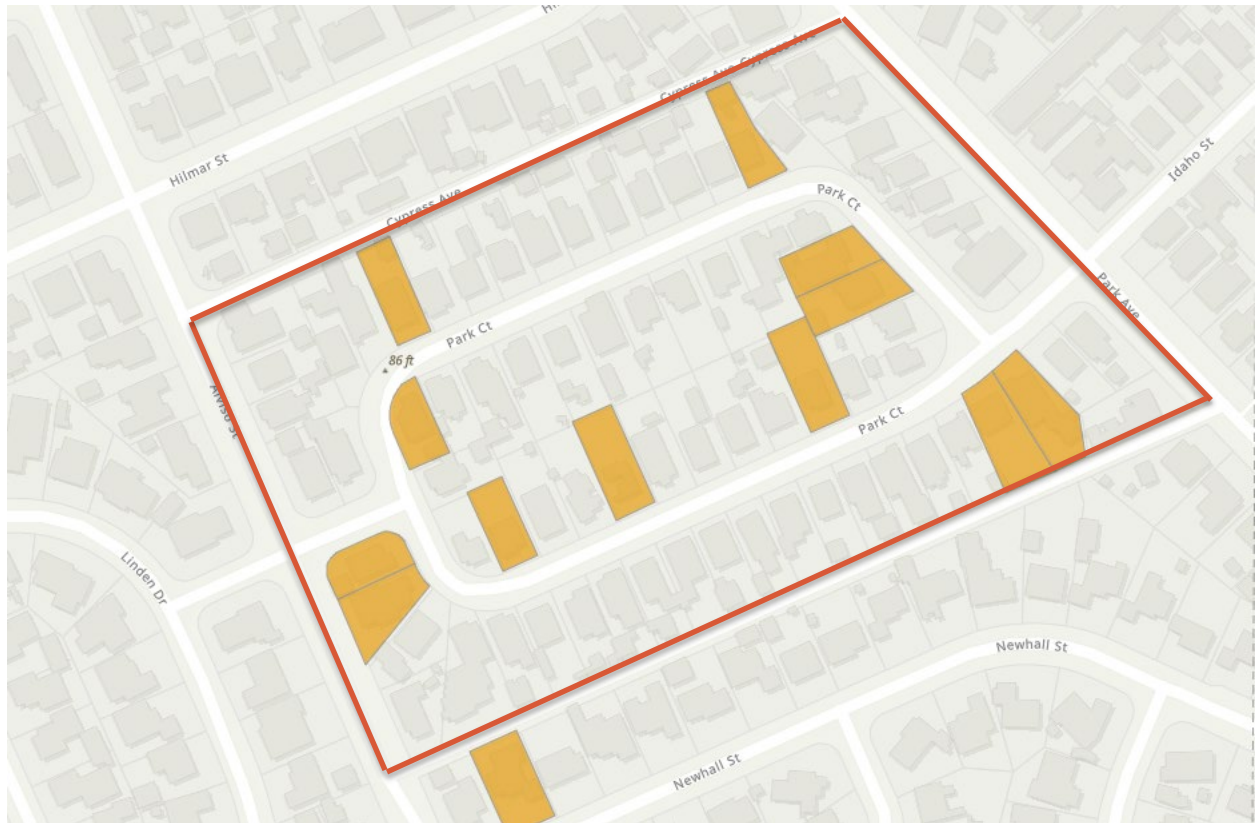 Hi
Cypress Ave
Cypress Ave
Hilmar St
Idaho St
Park Ct
Cypress Ave
Park Ave
Park Ct
86 ft
Alviso St
Park Ct
Linden Dr
Newhall St
Newhall St